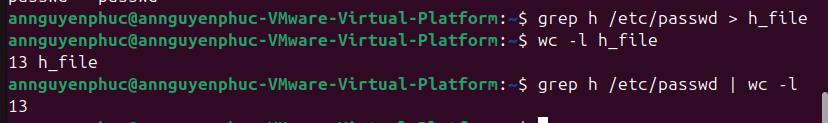 annguyenphuc@annguyenphuc-VMware-Virtual-Platform:~$ grep h /etc/passwd > h_file
annguyenphuc@annguyenphuc-VMware-Virtual-Platform:~$ wc -l h_file
13 h_file
annguyenphuc@annguyenphuc-VMware-Virtual-Platform:~$ grep h /etc/passwd | wc -l
13